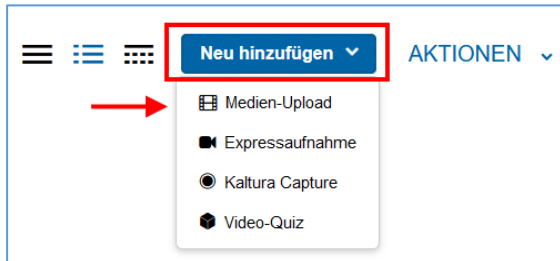 Neu hinzufügen AKTIONEN
Medien-Upload
Expressaufnahme
Kaltura Capture
Video-Quiz